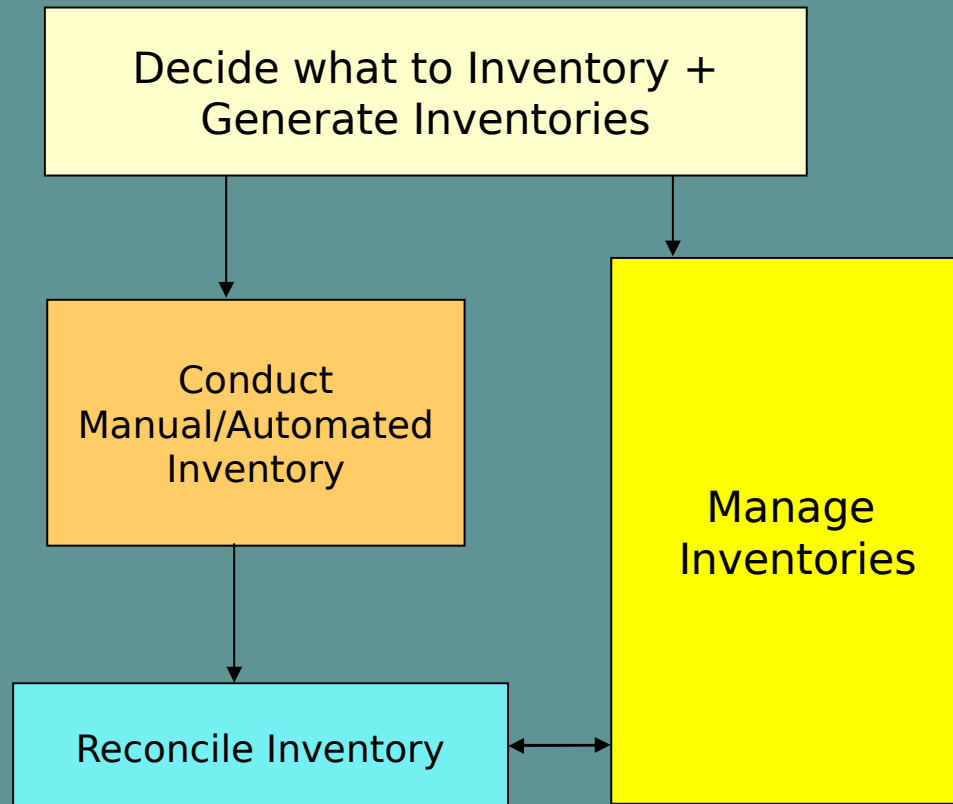 Decide what to Inventory +
Generate Inventories
Conduct
Manual/Automated
Inventory
Manage
Inventories
Reconcile Inventory